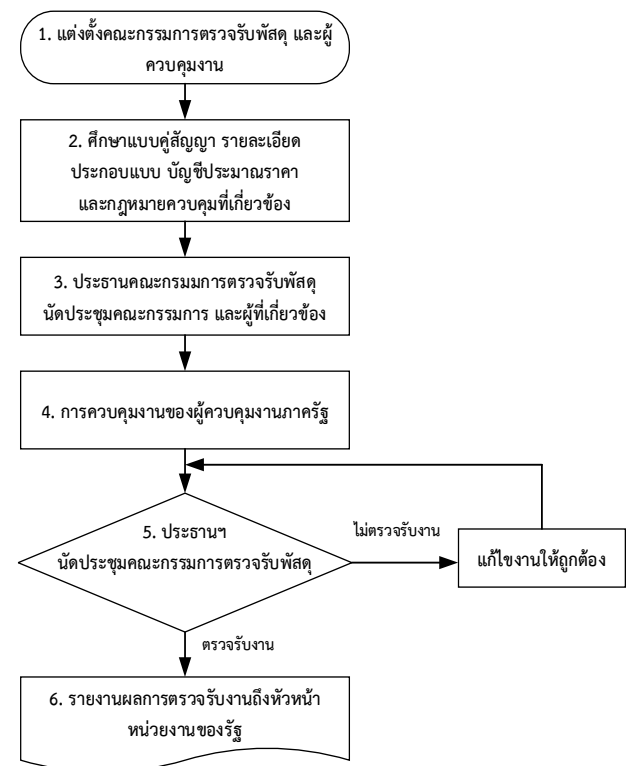 1. แต่งตั้งคณะกรรมการตรวจรับพัสดุ และผู้
ควบคุมงาน
2. ศึกษาแบบคู่สัญญา รายละเอียด
ประกอบแบบ บัญชีประมาณราคา
และกฎหมายควบคุมที่เกี่ยวข้อง
3. ประธานคณะกรมมการตรวจรับพัสดุ
นัดประชุมคณะกรรมการ และผู้ที่เกี่ยวข้อง
4. การควบคุมงานของผู้ควบคุมงานภาครัฐ
5. ประธานฯ
นัดประชุมคณะกรรมการตรวจรับพัสดุ
ไม่ตรวจรับงาน
แก้ไขงานให้ถูกต้อง
ตรวจรับงาน
6. รายงานผลการตรวจรับงานถึงหัวหน้า
หน่วยงานของรัฐ